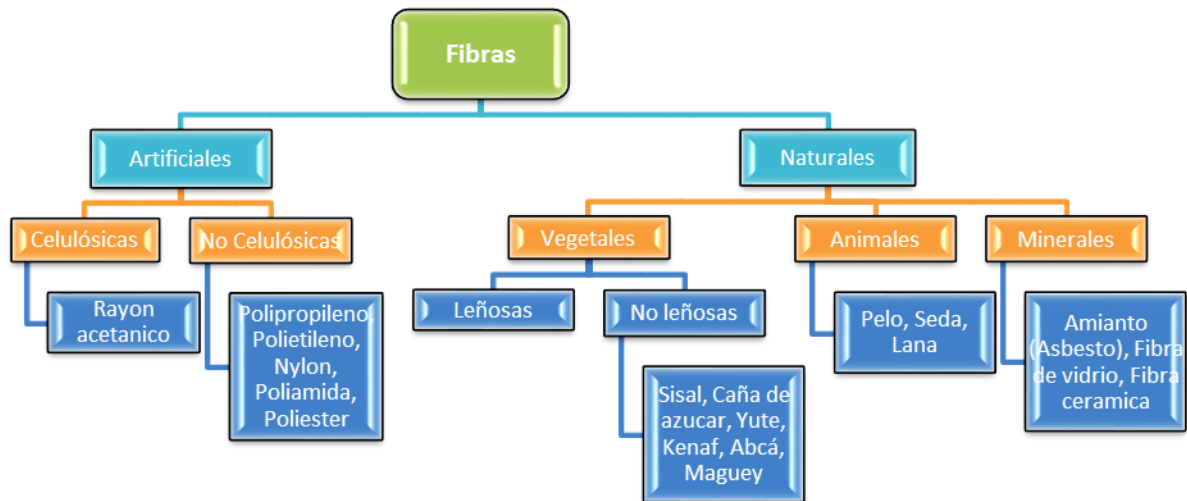 Fibras
Artificiales
Naturales
Celulósicas
No Celulósicas
Vegetales
Animales
Minerales
Rayon
acetanico
Polipropileno,
Polietileno,
Nylon,
Poliamida,
Poliester
Leñosas
No leñosas
Sisal, Caña de
azucar, Yute,
Kenaf, Abcá,
Maguey
Pelo, Seda,
Lana
Amianto
(Asbesto), Fibra
de vidrio, Fibra
ceramica